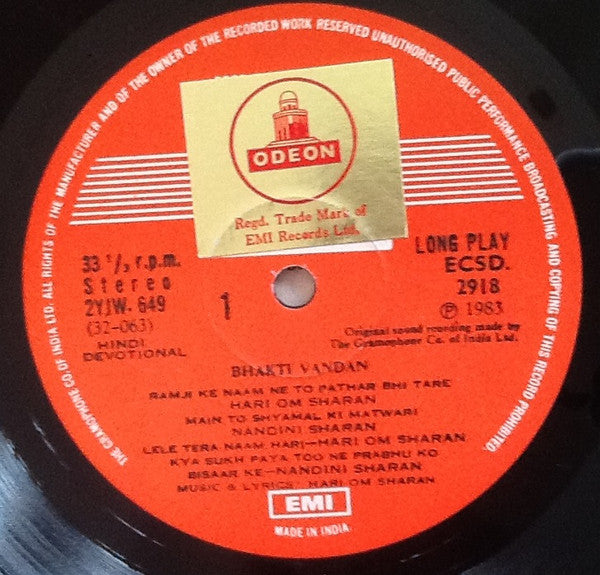 THE GRAMOPHONE CO. OF INDIA LTD. ALL RIGHTS OF THE MANUFACTURER AND OF THE OWNER OF THE RECORDED WORK RESERVED UNAUTHORISED PUBLIC PERFORMANCE BROADCASTING AND COPYING OF THIS RECORD PROHIBITED.
ODEON
Regd. Trade Mark of
EMI Records Ltd.
33 1/3 r.p.m.
Stereo
2YJW. 649
(32-063)
HINDI
DEVOTIONAL
1
LONG PLAY
ECSD.
2918
Ⓟ 1983
Original sound recording made by
The Gramophone Co. of India Ltd.
BHAKTI VANDAN
RAMJI KE NAAM NE TO PATHAR BHI TARE
HARI OM SHARAN
MAIN TO SHYAMAL KI MATWARI
NANDINI SHARAN
LELE TERA NAAM HARI—HARI OM SHARAN
KYA SUKH PAYA TOO NE PRABHU KO
BISAAR KE—NANDINI SHARAN
MUSIC & LYRICS: HARI OM SHARAN
EMI
MADE IN INDIA